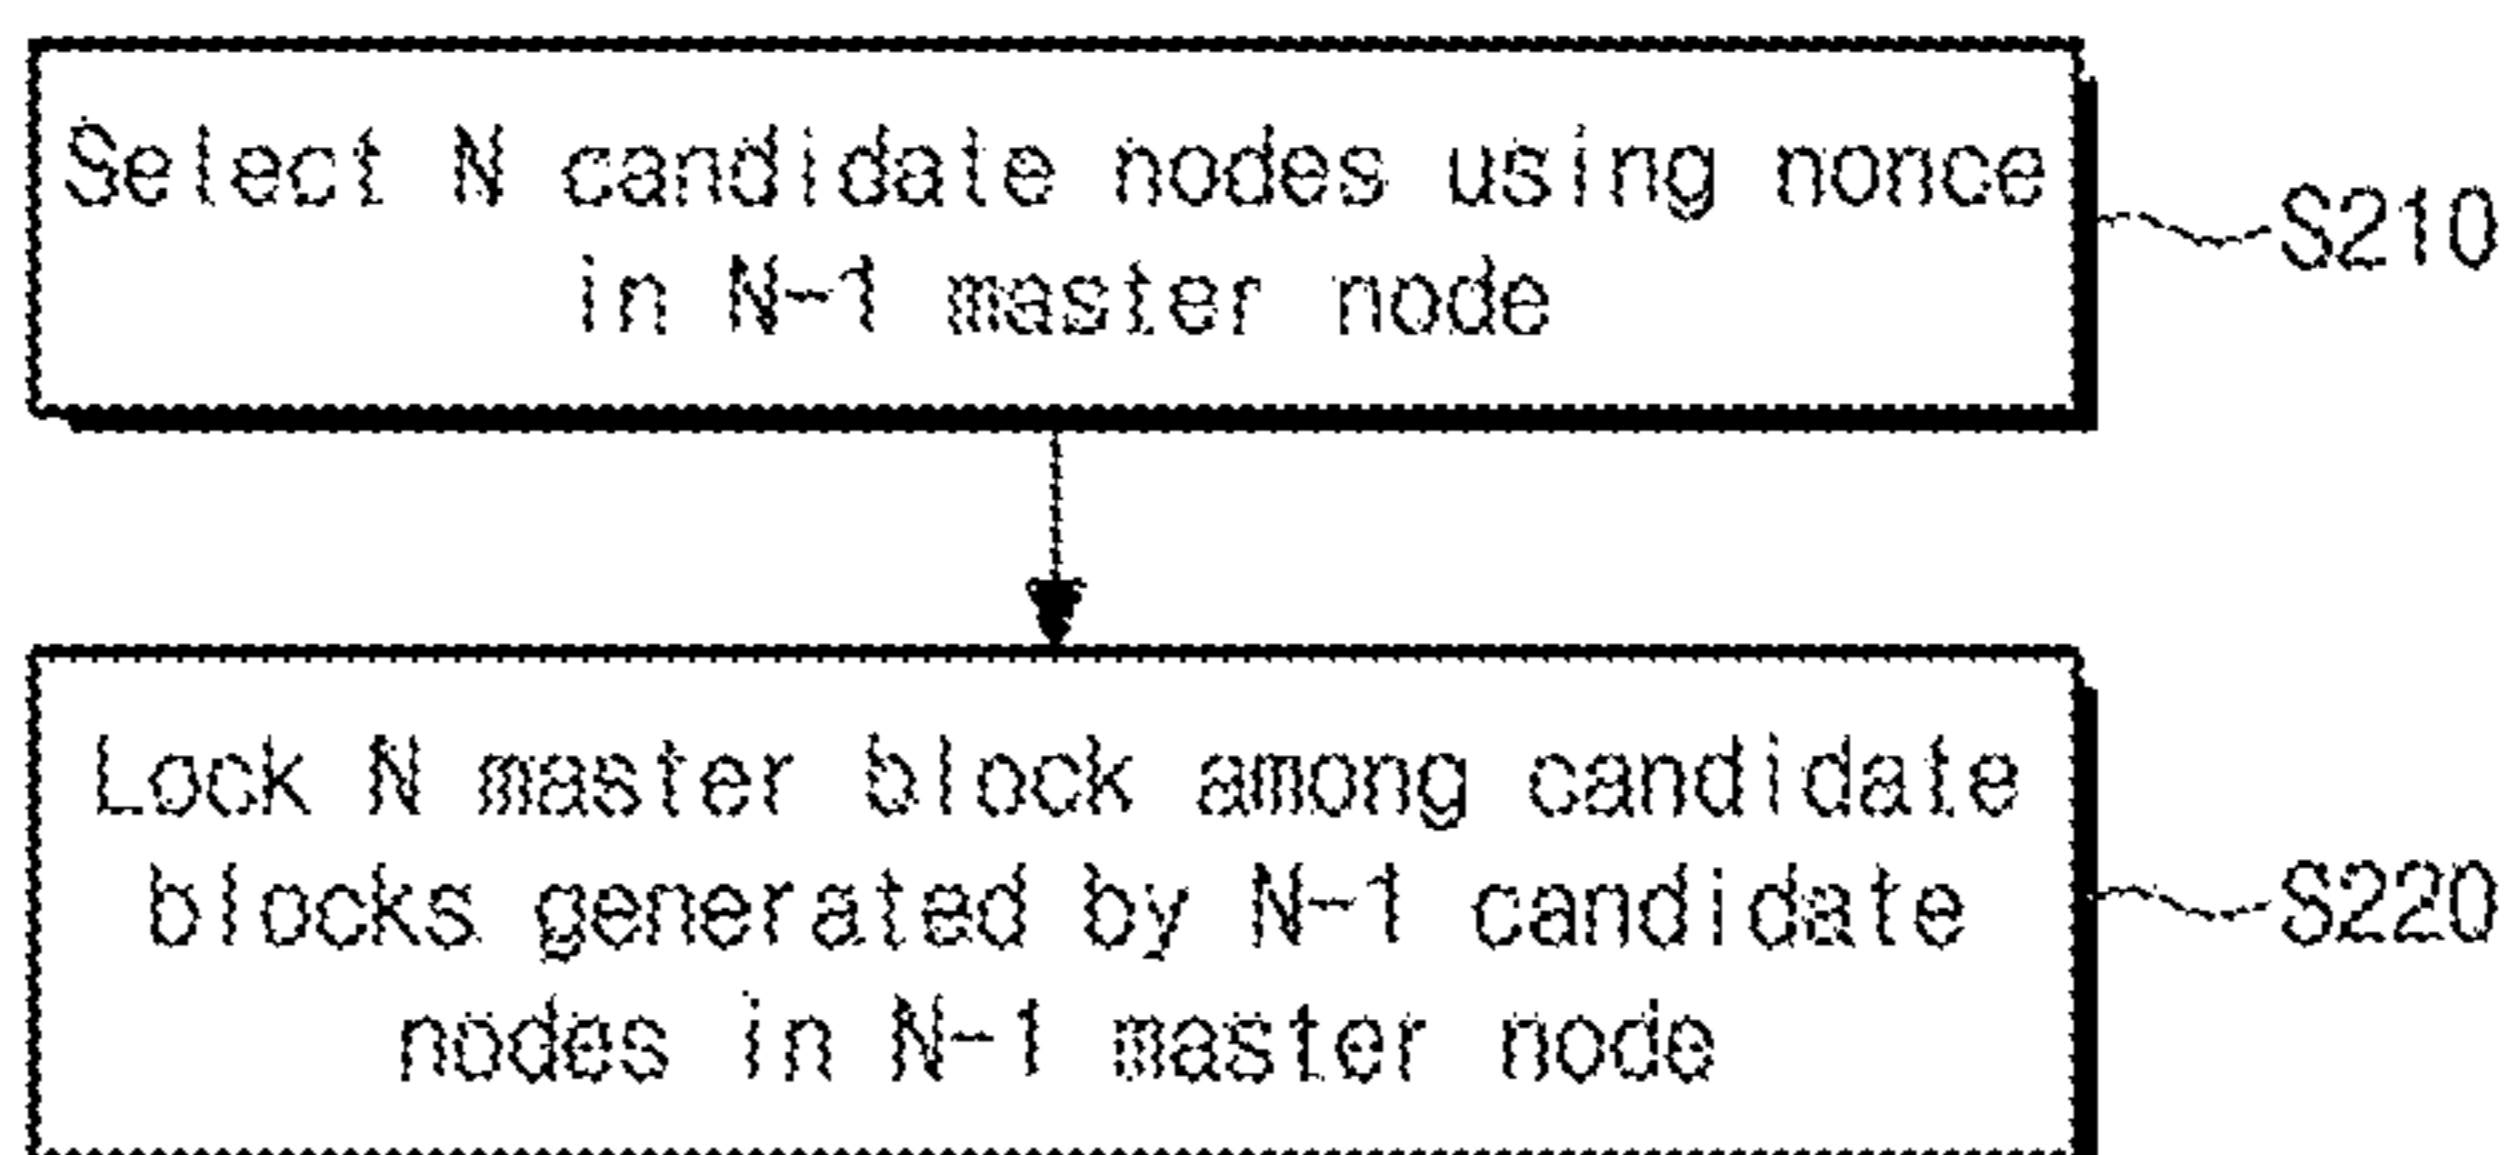 Select N candidate nodes using nonce
in N-1 master node
S210
Lock N master block among candidate
blocks generated by N-1 candidate
nodes in N-1 master node
S220